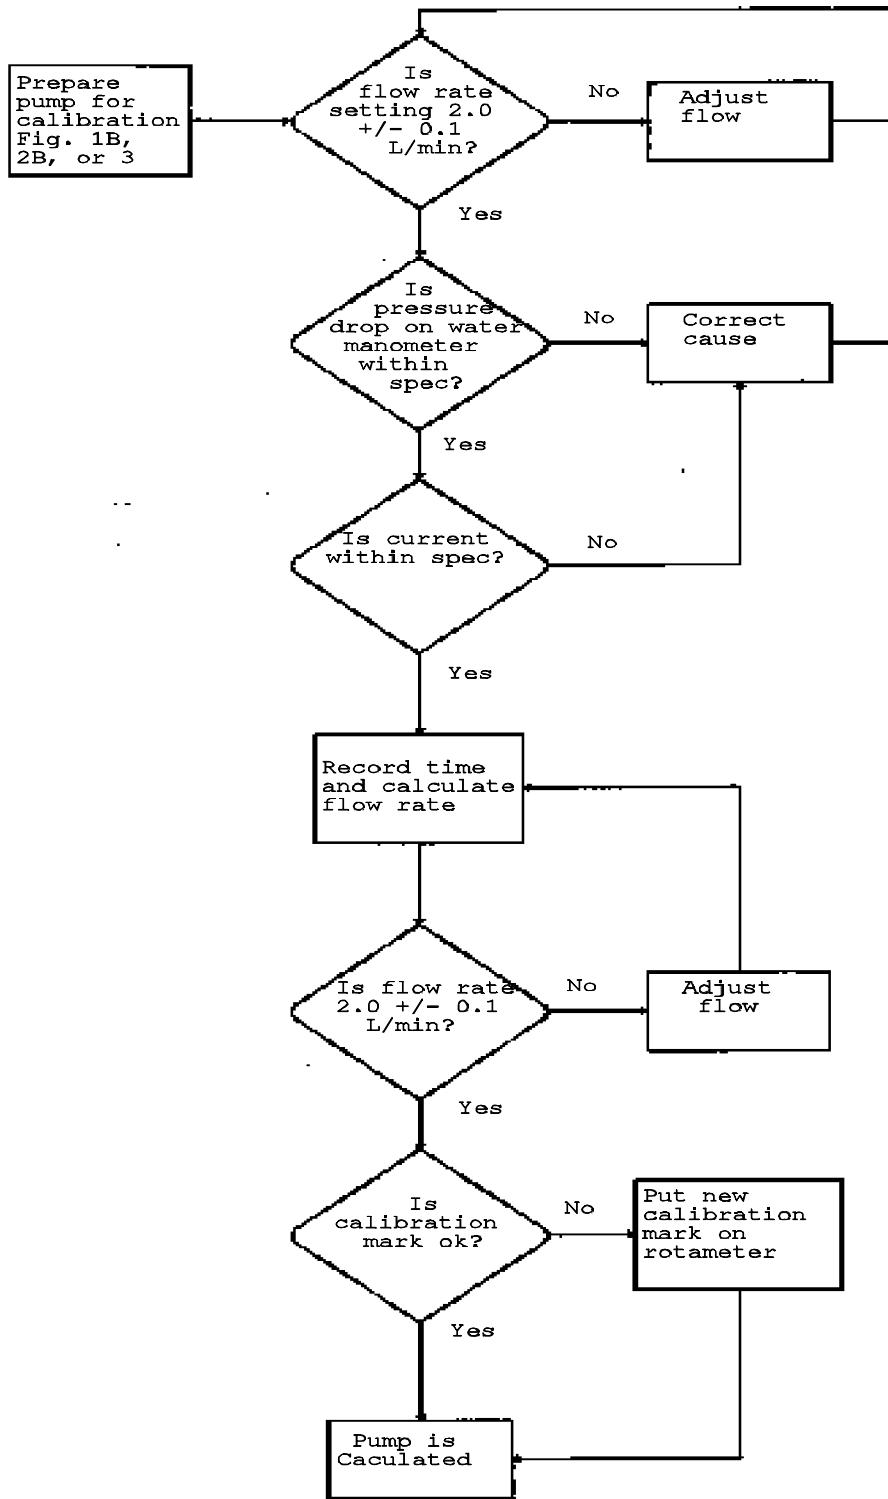 Prepare
pump for
calibration
Fig. 1B,
2B, or 3
Is
flow rate
setting 2.0
+/- 0.1
L/min?
No
Adjust
flow
Yes
Is
pressure
drop on water
manometer
within
spec?
No
Correct
cause
Yes
Is current
within spec?
No
Yes
Record time
and calculate
flow rate
Is flow rate
2.0 +/- 0.1
L/min?
No
Adjust
flow
Yes
Is
calibration
mark ok?
No
Put new
calibration
mark on
rotameter
Yes
Pump is
Caculated